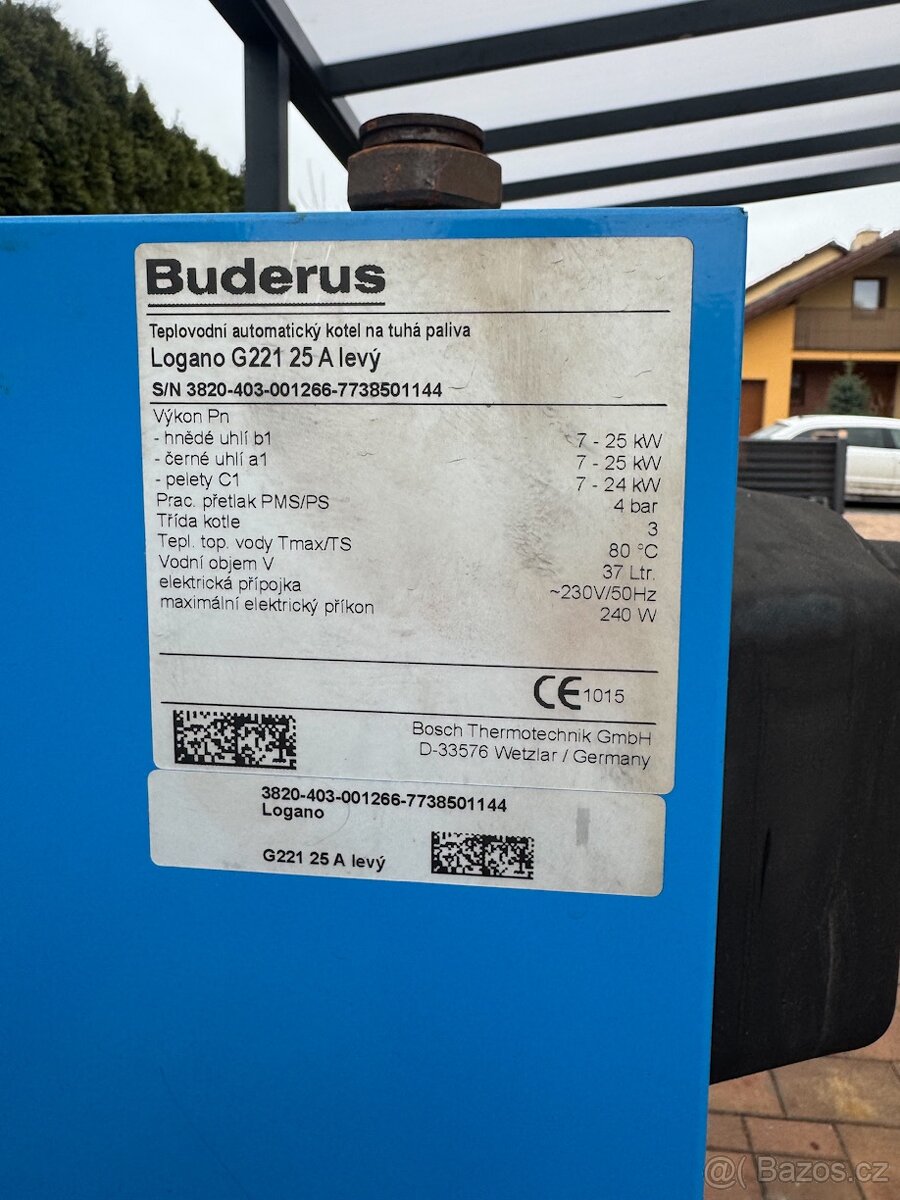 Buderus
Teplovodní automatický kotel na tuhá paliva
Logano G221 25 A levý
S/N 3820-403-001266-7738501144
Výkon Pn
- hnědé uhlí b1 7 - 25 kW
- černé uhlí a1 7 - 25 kW
- pelety C1 7 - 24 kW
Prac. přetlak PMS/PS 4 bar
Třída kotle 3
Tepl. top. vody Tmax/TS 80 °C
Vodní objem V 37 Ltr.
elektrická přípojka ~230V/50Hz
maximální elektrický příkon 240 W
CE 1015
Bosch Thermotechnik GmbH
D-33576 Wetzlar / Germany
3820-403-001266-7738501144
Logano
G221 25 A levý
Bazos.cz